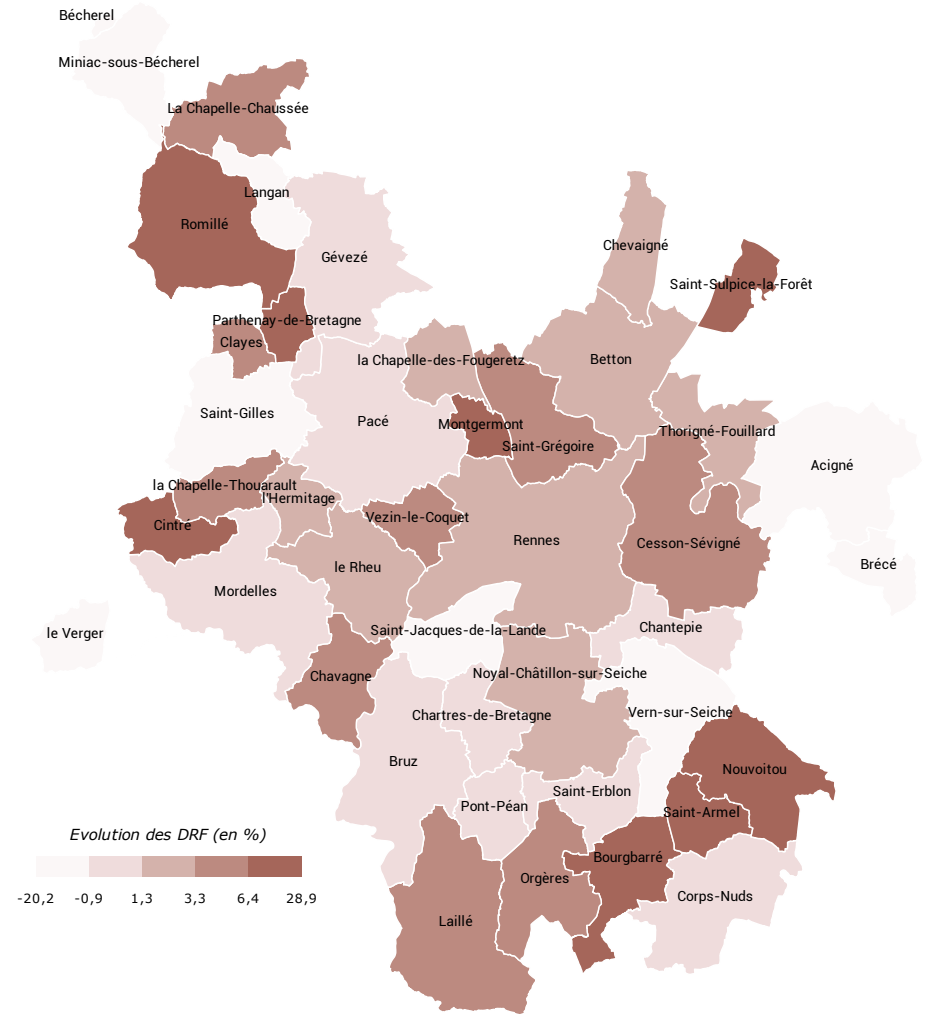 Bécherel
Miniac-sous-Bécherel
La Chapelle-Chaussée
Langan
Romillé
Chevaigné
Gévezé
Saint-Sulpice-la-Forêt
Parthenay-de-Bretagne
Clayes
la Chapelle-des-Fougeretz
Betton
Saint-Gilles
Pacé
Montgermont
Thorigné-Fouillard
Saint-Grégoire
Acigné
la Chapelle-Thouarault
l'Hermitage
Vezin-le-Coquet
Cintré
Rennes
Cesson-Sévigné
Brécé
le Rheu
Mordelles
Chantepie
Saint-Jacques-de-la-Lande
le Verger
Noyal-Châtillon-sur-Seiche
Chavagne
Vern-sur-Seiche
Chartres-de-Bretagne
Bruz
Nouvoitou
Saint-Erblon
Pont-Péan
Saint-Armel
Evolution des DRF (en %)
Bourgbarré
Orgères
Corps-Nuds
-20,2 -0,9 1,3 3,3 6,4 28,9
Laillé